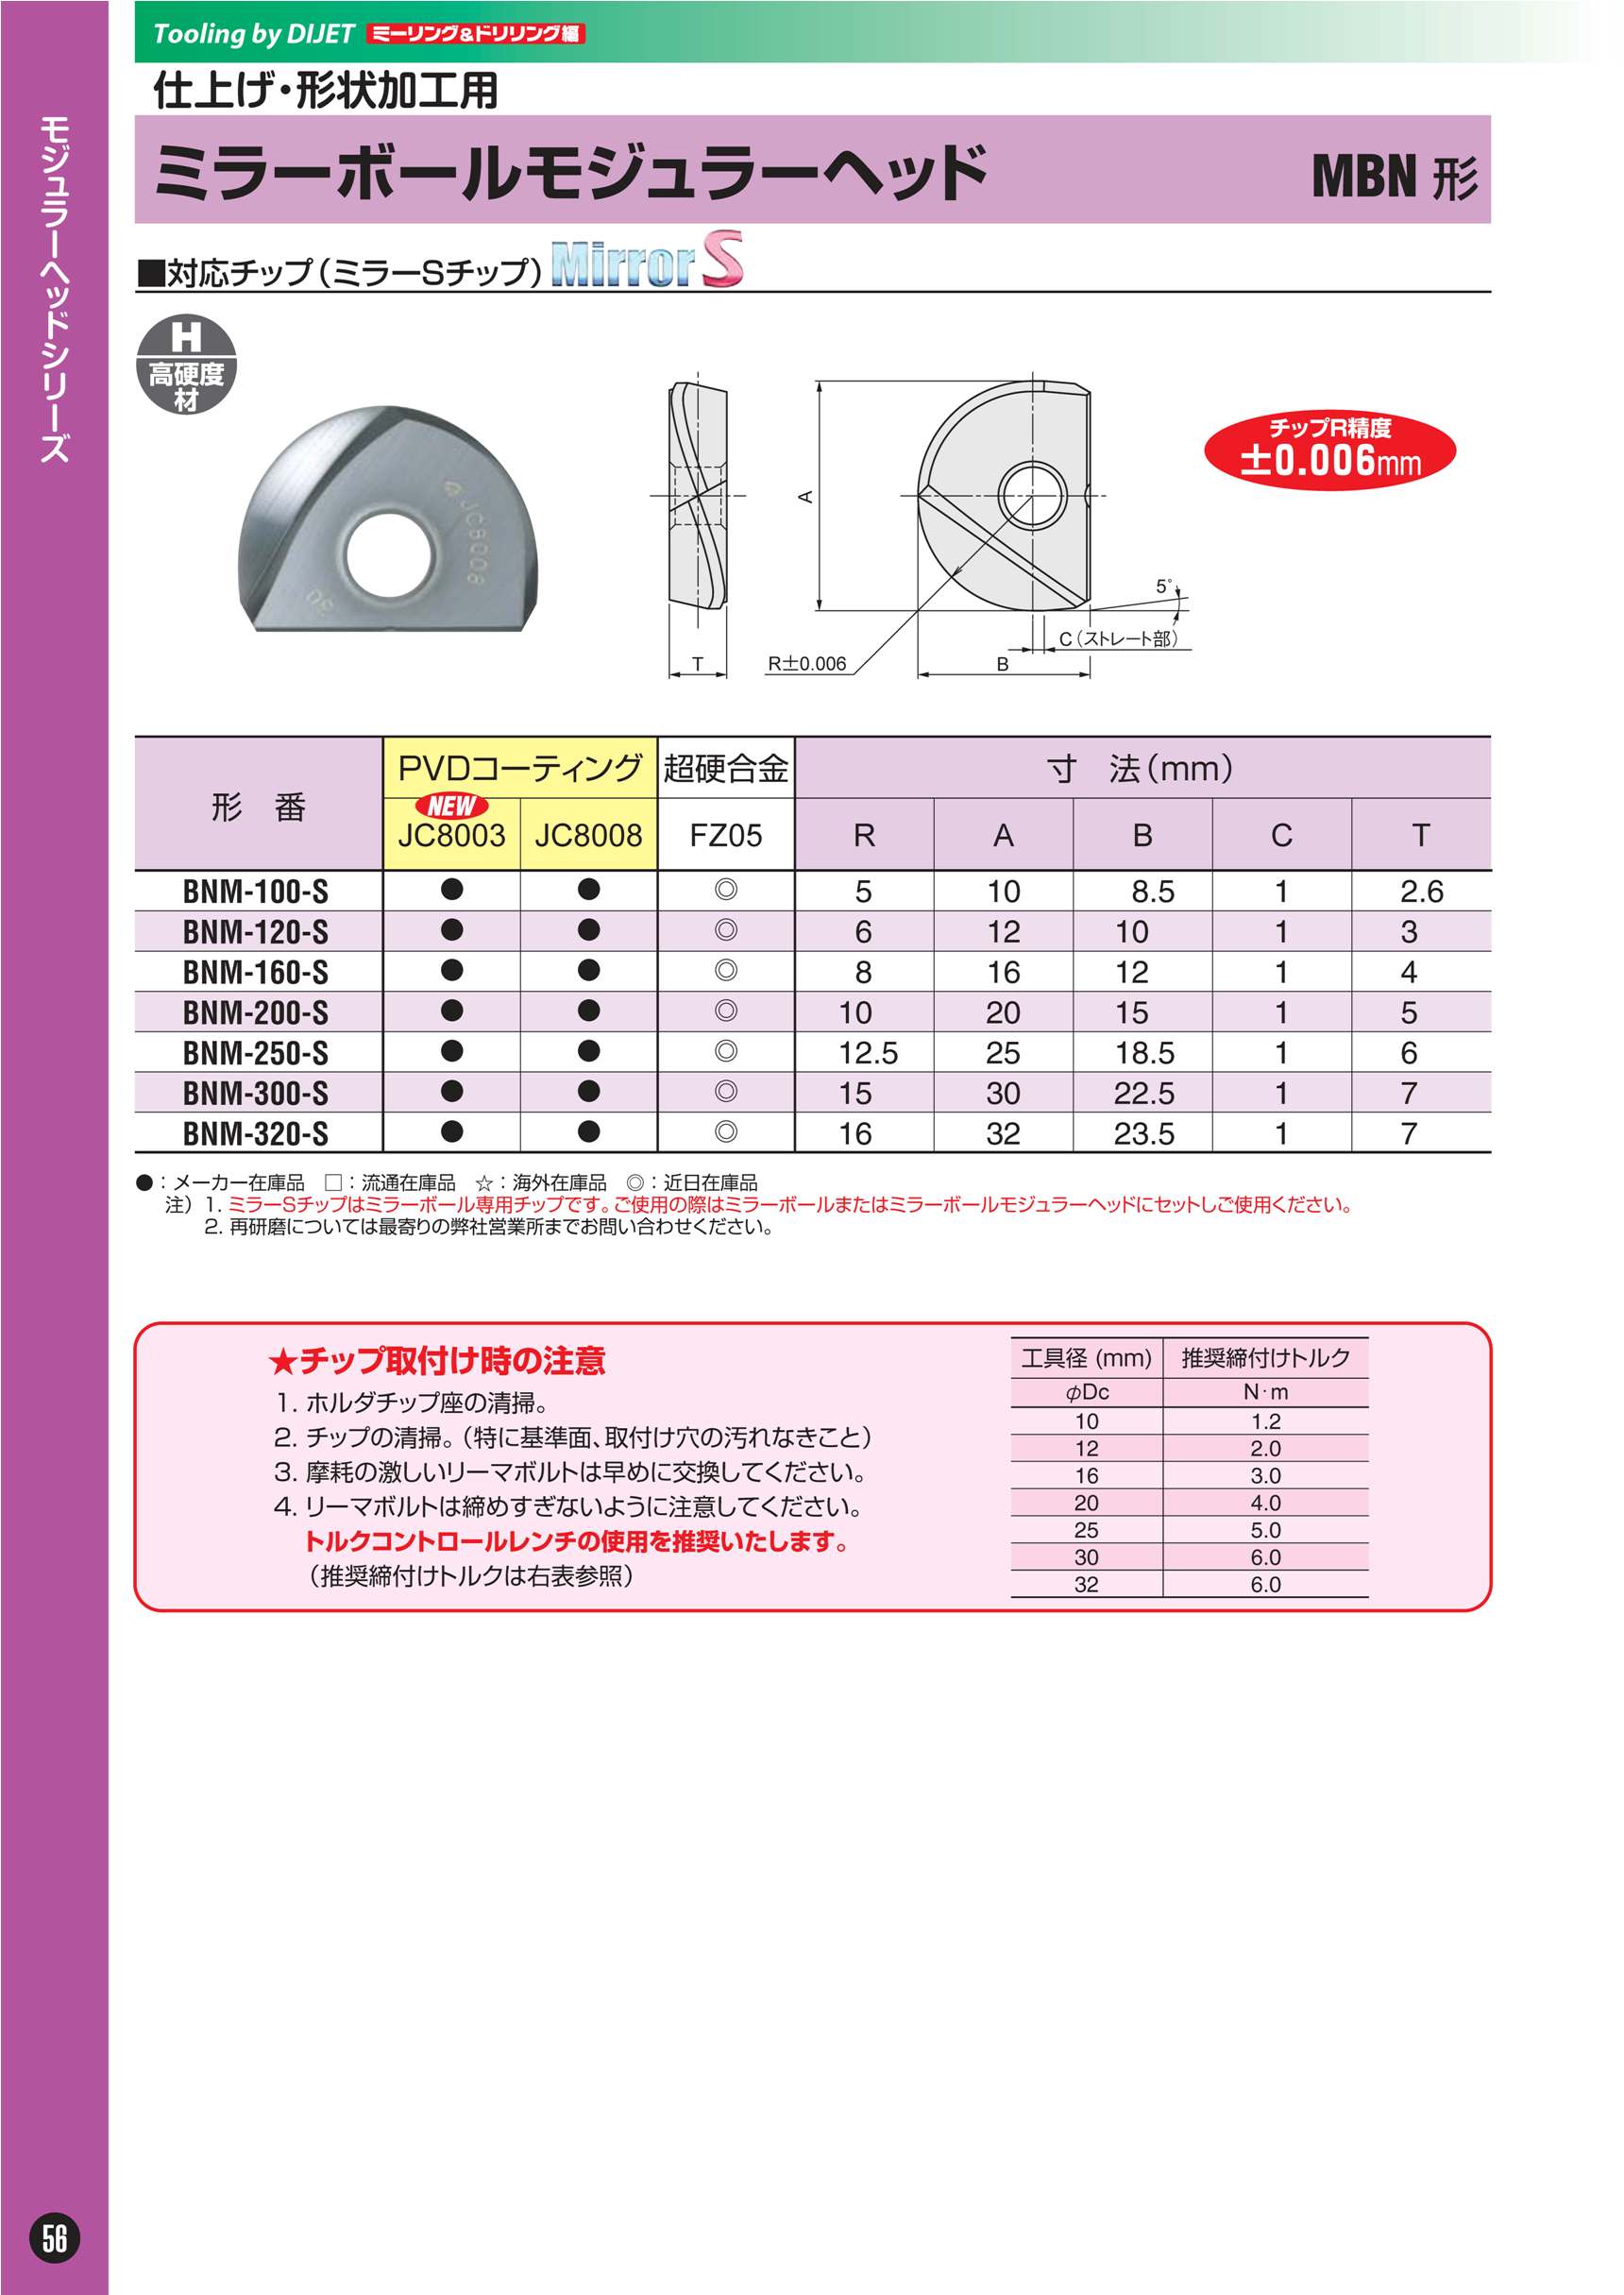 Tooling by DIJET ミーリング&ドリリング編
モジュラーヘッドシリーズ
仕上げ・形状加工用
ミラーボールモジュラーヘッド MBN 形
■対応チップ（ミラーSチップ） Mirror S
H
高硬度
材
JC8008
30
A
T
R±0.006
B
C（ストレート部）
5°
チップR精度
±0.006mm
形 番 PVDコーティング 超硬合金 寸 法（mm）
NEW
JC8003 JC8008 FZ05 R A B C T
BNM-100-S ● ● ◎ 5 10 8.5 1 2.6
BNM-120-S ● ● ◎ 6 12 10 1 3
BNM-160-S ● ● ◎ 8 16 12 1 4
BNM-200-S ● ● ◎ 10 20 15 1 5
BNM-250-S ● ● ◎ 12.5 25 18.5 1 6
BNM-300-S ● ● ◎ 15 30 22.5 1 7
BNM-320-S ● ● ◎ 16 32 23.5 1 7
●：メーカー在庫品 □：流通在庫品 ☆：海外在庫品 ◎：近日在庫品
注）1. ミラーSチップはミラーボール専用チップです。ご使用の際はミラーボールまたはミラーボールモジュラーヘッドにセットしご使用ください。
2. 再研磨については最寄りの弊社営業所までお問い合わせください。
★チップ取付け時の注意
1. ホルダチップ座の清掃。
2. チップの清掃。（特に基準面、取付け穴の汚れなきこと）
3. 摩耗の激しいリーマボルトは早めに交換してください。
4. リーマボルトは締めすぎないように注意してください。
トルクコントロールレンチの使用を推奨いたします。
（推奨締付けトルクは右表参照）
工具径 (mm) 推奨締付けトルク
φDc N·m
10 1.2
12 2.0
16 3.0
20 4.0
25 5.0
30 6.0
32 6.0
56